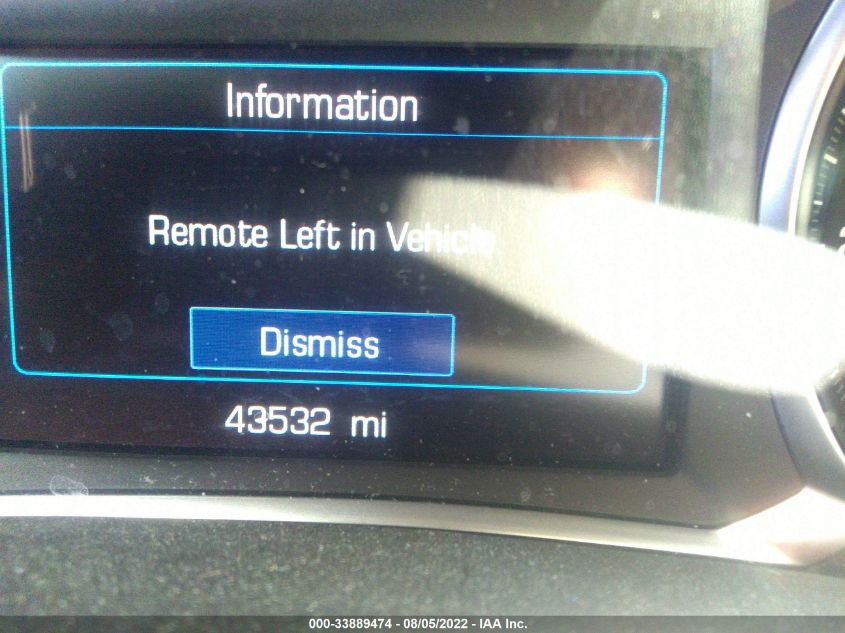 Information
Remote Left in Vehicle
Dismiss
43532 mi
000-33889474 - 08/05/2022 - IAA Inc.